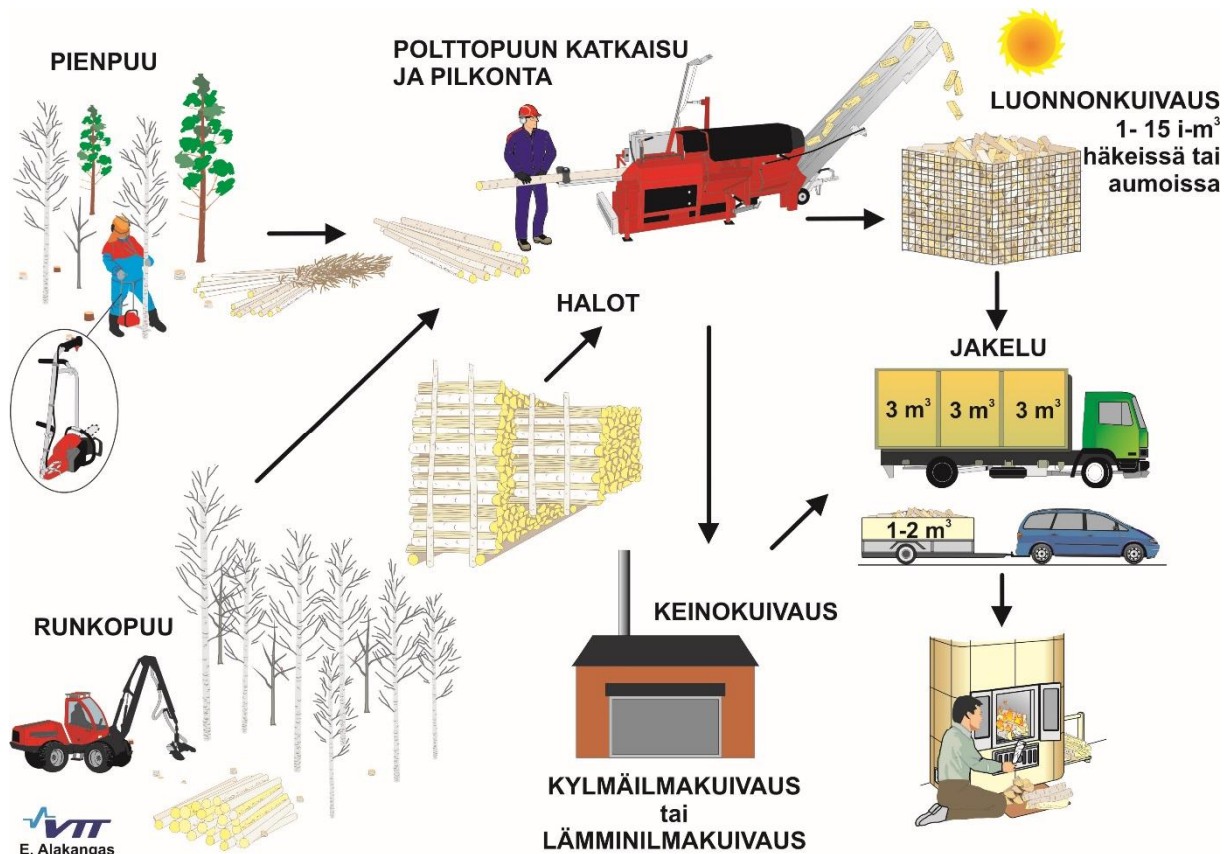 PIENPUU
POLTTOPUUN KATKAISU
JA PILKONTA
LUONNONKUIVAUS
1- 15 i-m³
häkeissä tai
aumoissa
HALOT
JAKELU
3 m³ 3 m³ 3 m³
1-2 m³
RUNKOPUU
KEINOKUIVAUS
KYLMÄILMAKUIVAUS
tai
LÄMMINILMAKUIVAUS
VTT
E. Alakangas